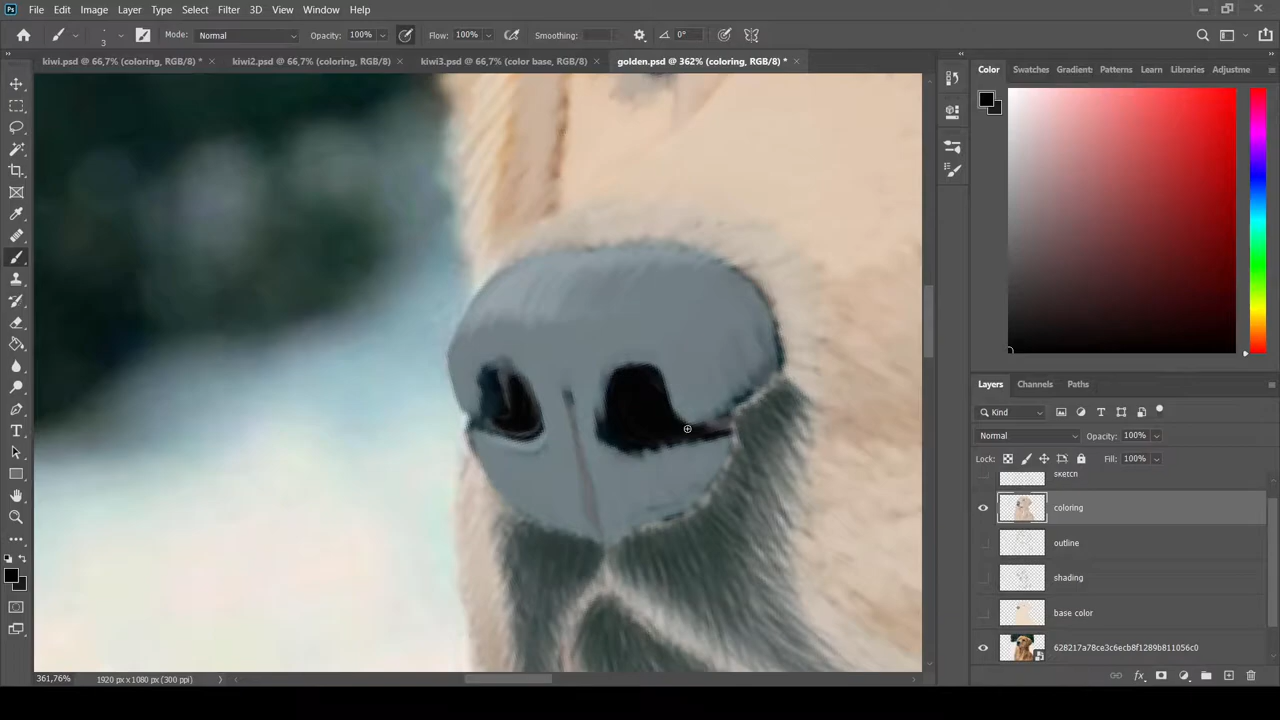 Ps File Edit Image Layer Type Select Filter 3D View Window Help
3 Mode: Normal Opacity: 100% Flow: 100% Smoothing: 0°
kiwi.psd @ 66,7% (coloring, RGB/8) * × kiwi2.psd @ 66,7% (coloring, RGB/8) × kiwi3.psd @ 66,7% (color base, RGB/8) × golden.psd @ 362% (coloring, RGB/8) * ×
Color Swatches Gradient: Patterns Learn Libraries Adjustme
Layers Channels Paths
Kind
Normal Opacity: 100%
Lock: Fill: 100%
sketch
coloring
outline
shading
base color
628217a78ce3c6ecb8f1289b811056c0
361,76% 1920 px x 1080 px (300 ppi)